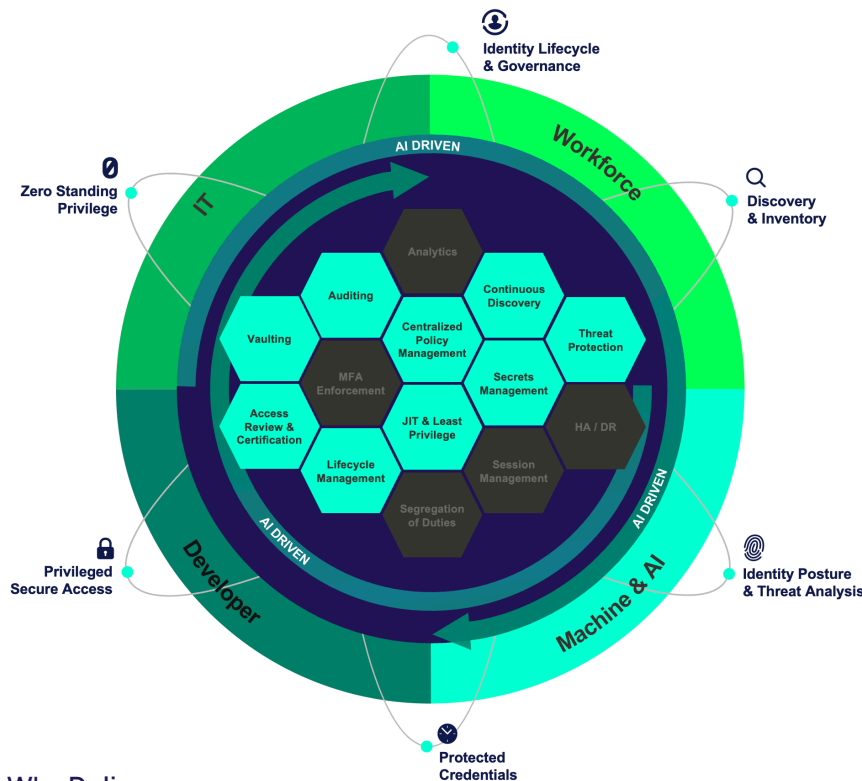 Identity Lifecycle
& Governance
AI DRIVEN
Workforce
IT
Zero Standing
Privilege
Discovery
& Inventory
Analytics
Auditing
Continuous
Discovery
Vaulting
Centralized
Policy
Management
Threat
Protection
MFA
Enforcement
Secrets
Management
Access
Review &
Certification
JIT & Least
Privilege
HA / DR
Lifecycle
Management
Session
Management
Segregation
of Duties
AI DRIVEN
AI DRIVEN
Developer
Machine & AI
Privileged
Secure Access
Identity Posture
& Threat Analysis
Protected
Credentials